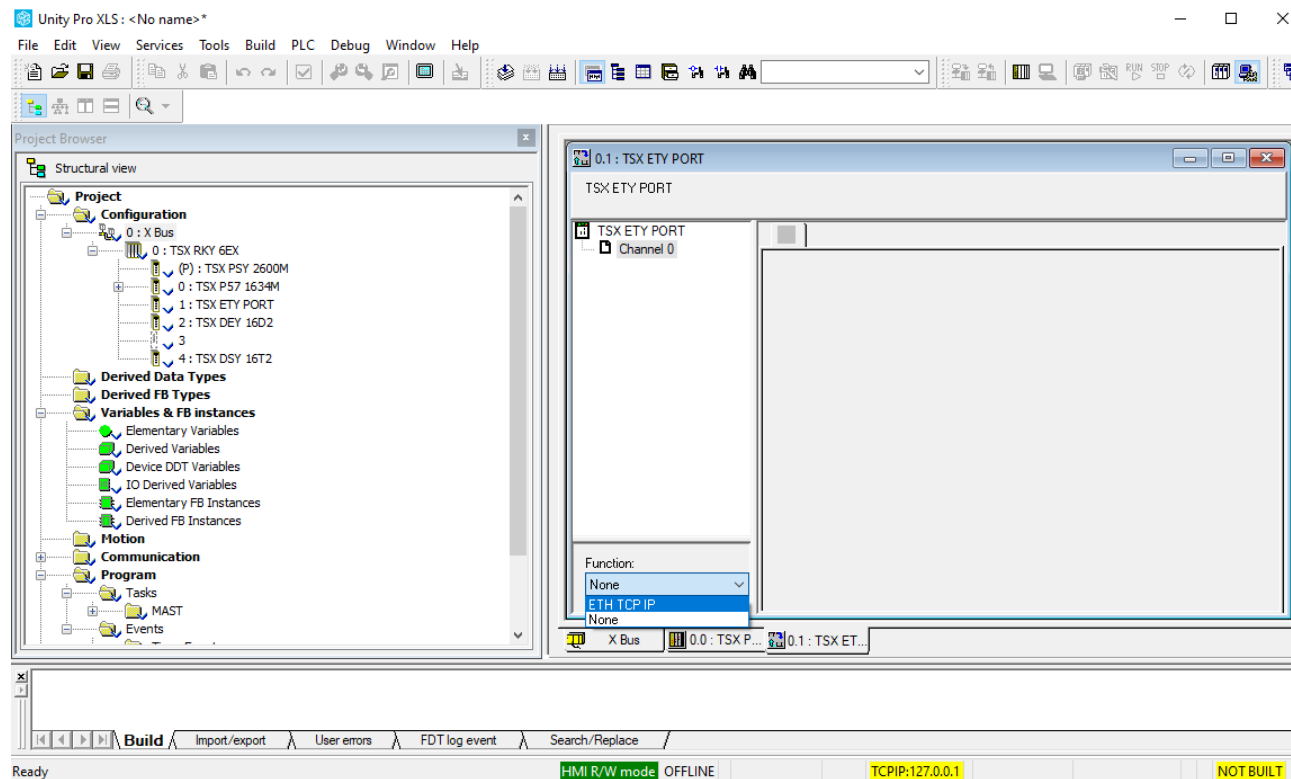 Unity Pro XLS : <No name>*
File Edit View Services Tools Build PLC Debug Window Help
RUN STOP
Project Browser
Structural view
Project
Configuration
0 : X Bus
0 : TSX RKY 6EX
(P) : TSX PSY 2600M
0 : TSX P57 1634M
1 : TSX ETY PORT
2 : TSX DEY 16D2
3
4 : TSX DSY 16T2
Derived Data Types
Derived FB Types
Variables & FB instances
Elementary Variables
Derived Variables
Device DDT Variables
IO Derived Variables
Elementary FB Instances
Derived FB Instances
Motion
Communication
Program
Tasks
MAST
Events
0.1 : TSX ETY PORT
TSX ETY PORT
TSX ETY PORT
Channel 0
Function:
None
ETH TCP IP
None
X Bus 0.0 : TSX P... 0.1 : TSX ET...
Build Import/export User errors FDT log event Search/Replace
Ready HMI R/W mode OFFLINE TCPIP:127.0.0.1 NOT BUILT